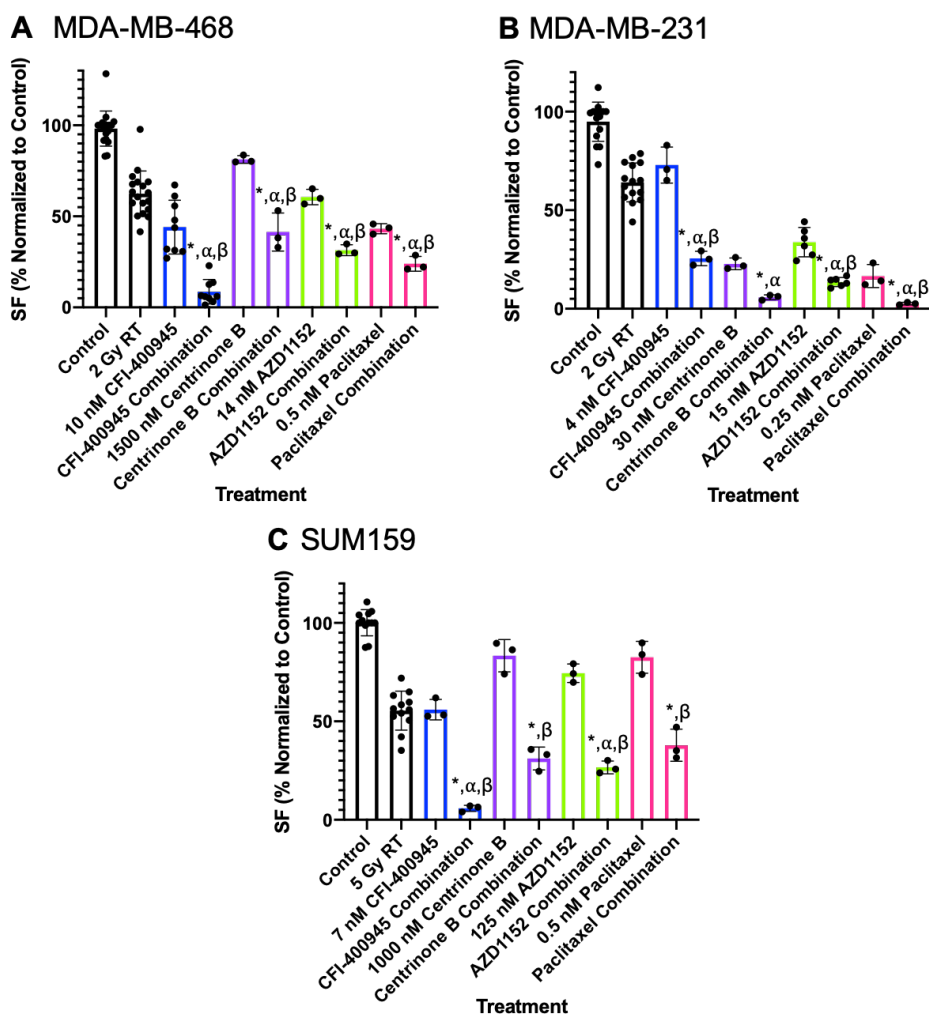 A MDA-MB-468
SF (% Normalized to Control)
100
50
0
*,α,β
*,α,β
*,α,β
*,α,β
Control
2 Gy RT
10 nM CFI-400945
CFI-400945 Combination
1500 nM Centrinone B
Centrinone B Combination
14 nM AZD1152
AZD1152 Combination
0.5 nM Paclitaxel
Paclitaxel Combination
Treatment
B MDA-MB-231
SF (% Normalized to Control)
100
50
0
*,α,β
*,α
*,α,β
*,α,β
Control
2 Gy RT
4 nM CFI-400945
CFI-400945 Combination
30 nM Centrinone B
Centrinone B Combination
15 nM AZD1152
AZD1152 Combination
0.25 nM Paclitaxel
Paclitaxel Combination
Treatment
C SUM159
SF (% Normalized to Control)
100
50
0
*,α,β
*,β
*,α,β
*,β
Control
5 Gy RT
7 nM CFI-400945
CFI-400945 Combination
1000 nM Centrinone B
Centrinone B Combination
125 nM AZD1152
AZD1152 Combination
0.5 nM Paclitaxel
Paclitaxel Combination
Treatment